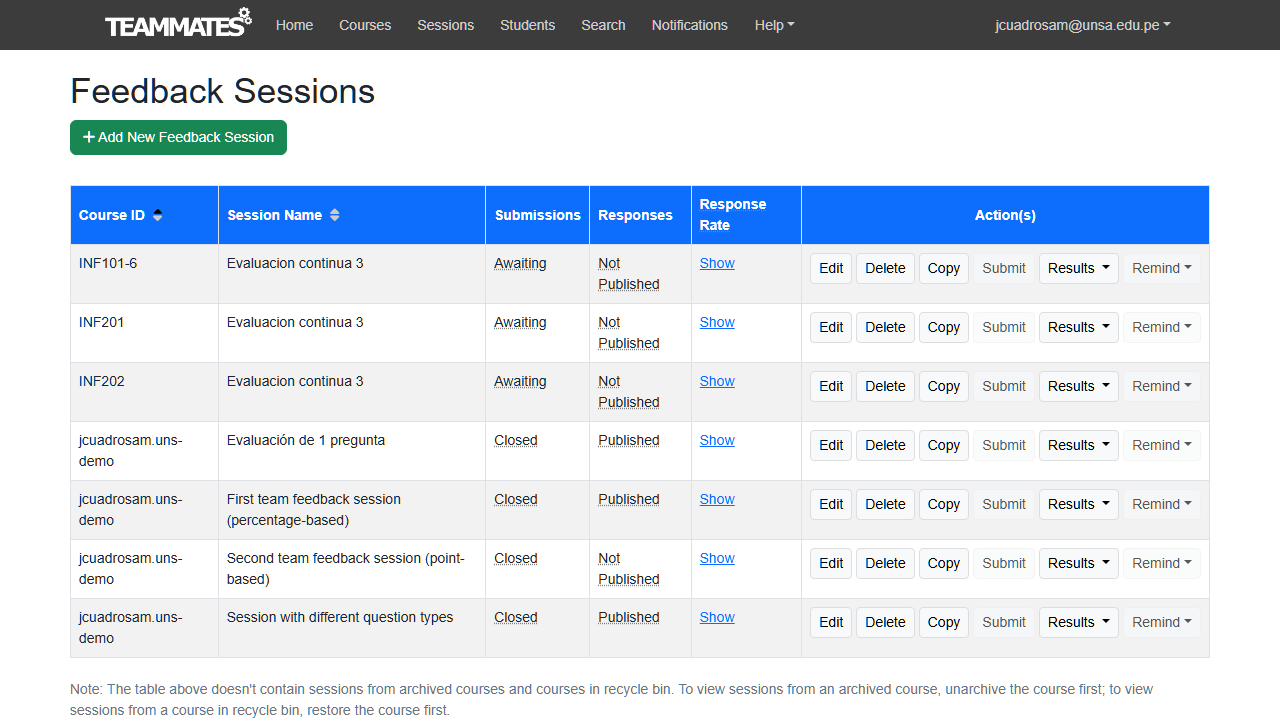 TEAMMATES Home Courses Sessions Students Search Notifications Help jcuadrosam@unsa.edu.pe
Feedback Sessions
+ Add New Feedback Session
Course ID Session Name Submissions Responses Response Rate Action(s)
INF101-6 Evaluacion continua 3 Awaiting Not Published Show Edit Delete Copy Submit Results Remind
INF201 Evaluacion continua 3 Awaiting Not Published Show Edit Delete Copy Submit Results Remind
INF202 Evaluacion continua 3 Awaiting Not Published Show Edit Delete Copy Submit Results Remind
jcuadrosam.uns-demo Evaluación de 1 pregunta Closed Published Show Edit Delete Copy Submit Results Remind
jcuadrosam.uns-demo First team feedback session (percentage-based) Closed Published Show Edit Delete Copy Submit Results Remind
jcuadrosam.uns-demo Second team feedback session (point-based) Closed Not Published Show Edit Delete Copy Submit Results Remind
jcuadrosam.uns-demo Session with different question types Closed Published Show Edit Delete Copy Submit Results Remind
Note: The table above doesn't contain sessions from archived courses and courses in recycle bin. To view sessions from an archived course, unarchive the course first; to view
sessions from a course in recycle bin, restore the course first.